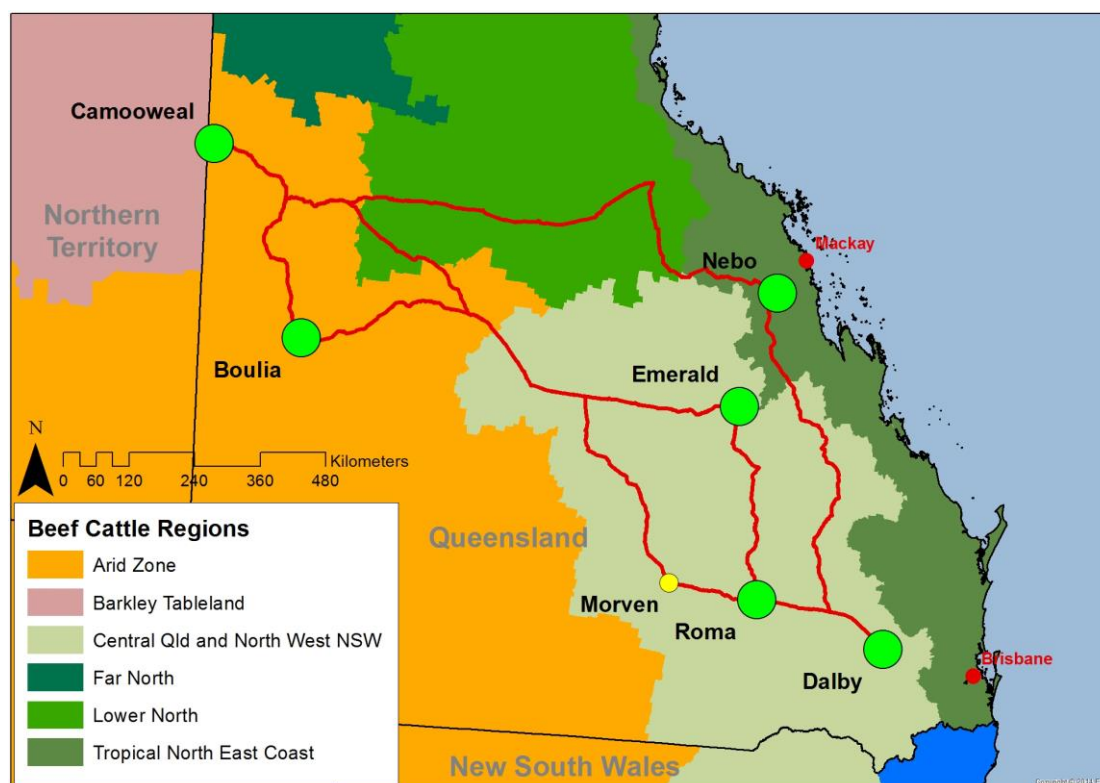 Camooweal
Northern
Territory
Mackay
Nebo
Boulia
Emerald
N
Kilometers
0 60 120 240 360 480
Beef Cattle Regions
Arid Zone
Barkley Tableland
Central Qld and North West NSW
Far North
Lower North
Tropical North East Coast
Queensland
Morven
Roma
Dalby
Brisbane
New South Wales